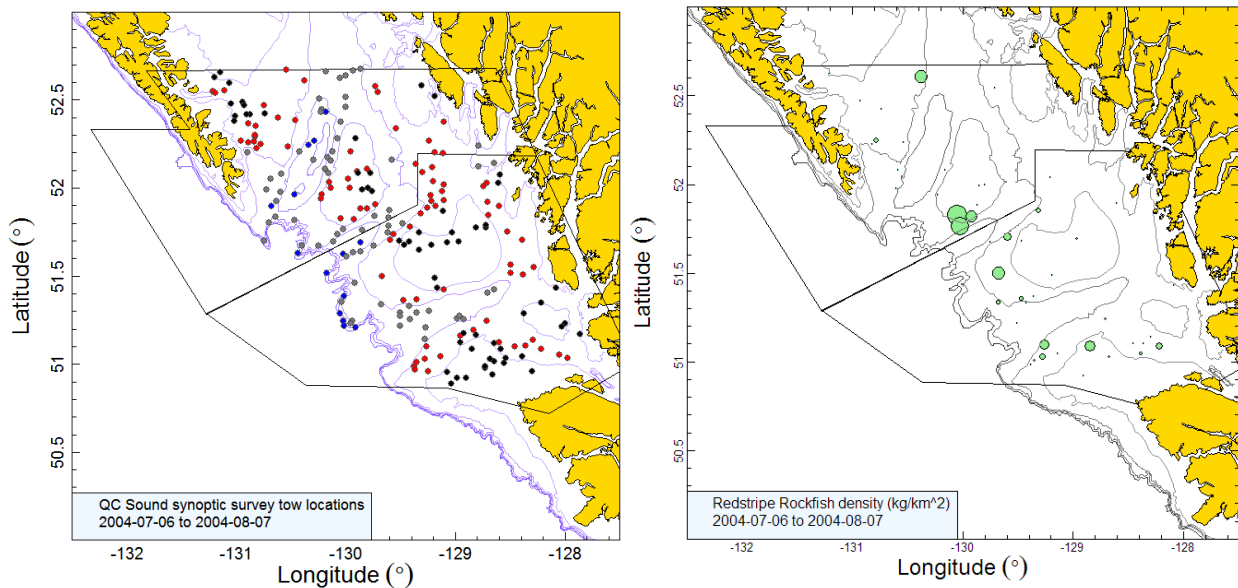 52.5
52
51.5
51
50.5
Latitude (°)
QC Sound synoptic survey tow locations
2004-07-06 to 2004-08-07
-132
-131
-130
-129
-128
Longitude (°)
52.5
52
51.5
51
50.5
Latitude (°)
Redstripe Rockfish density (kg/km^2)
2004-07-06 to 2004-08-07
-132
-131
-130
-129
-128
Longitude (°)